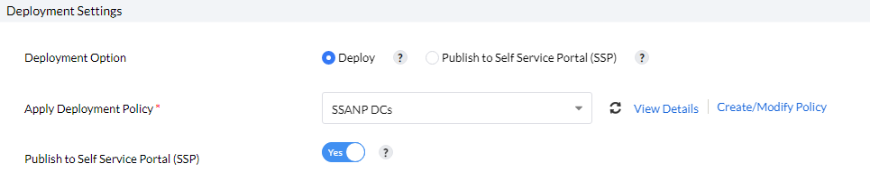 Deployment Settings
Deployment Option Deploy ? Publish to Self Service Portal (SSP) ?
Apply Deployment Policy* SSANP DCs View Details Create/Modify Policy
Publish to Self Service Portal (SSP) Yes ?